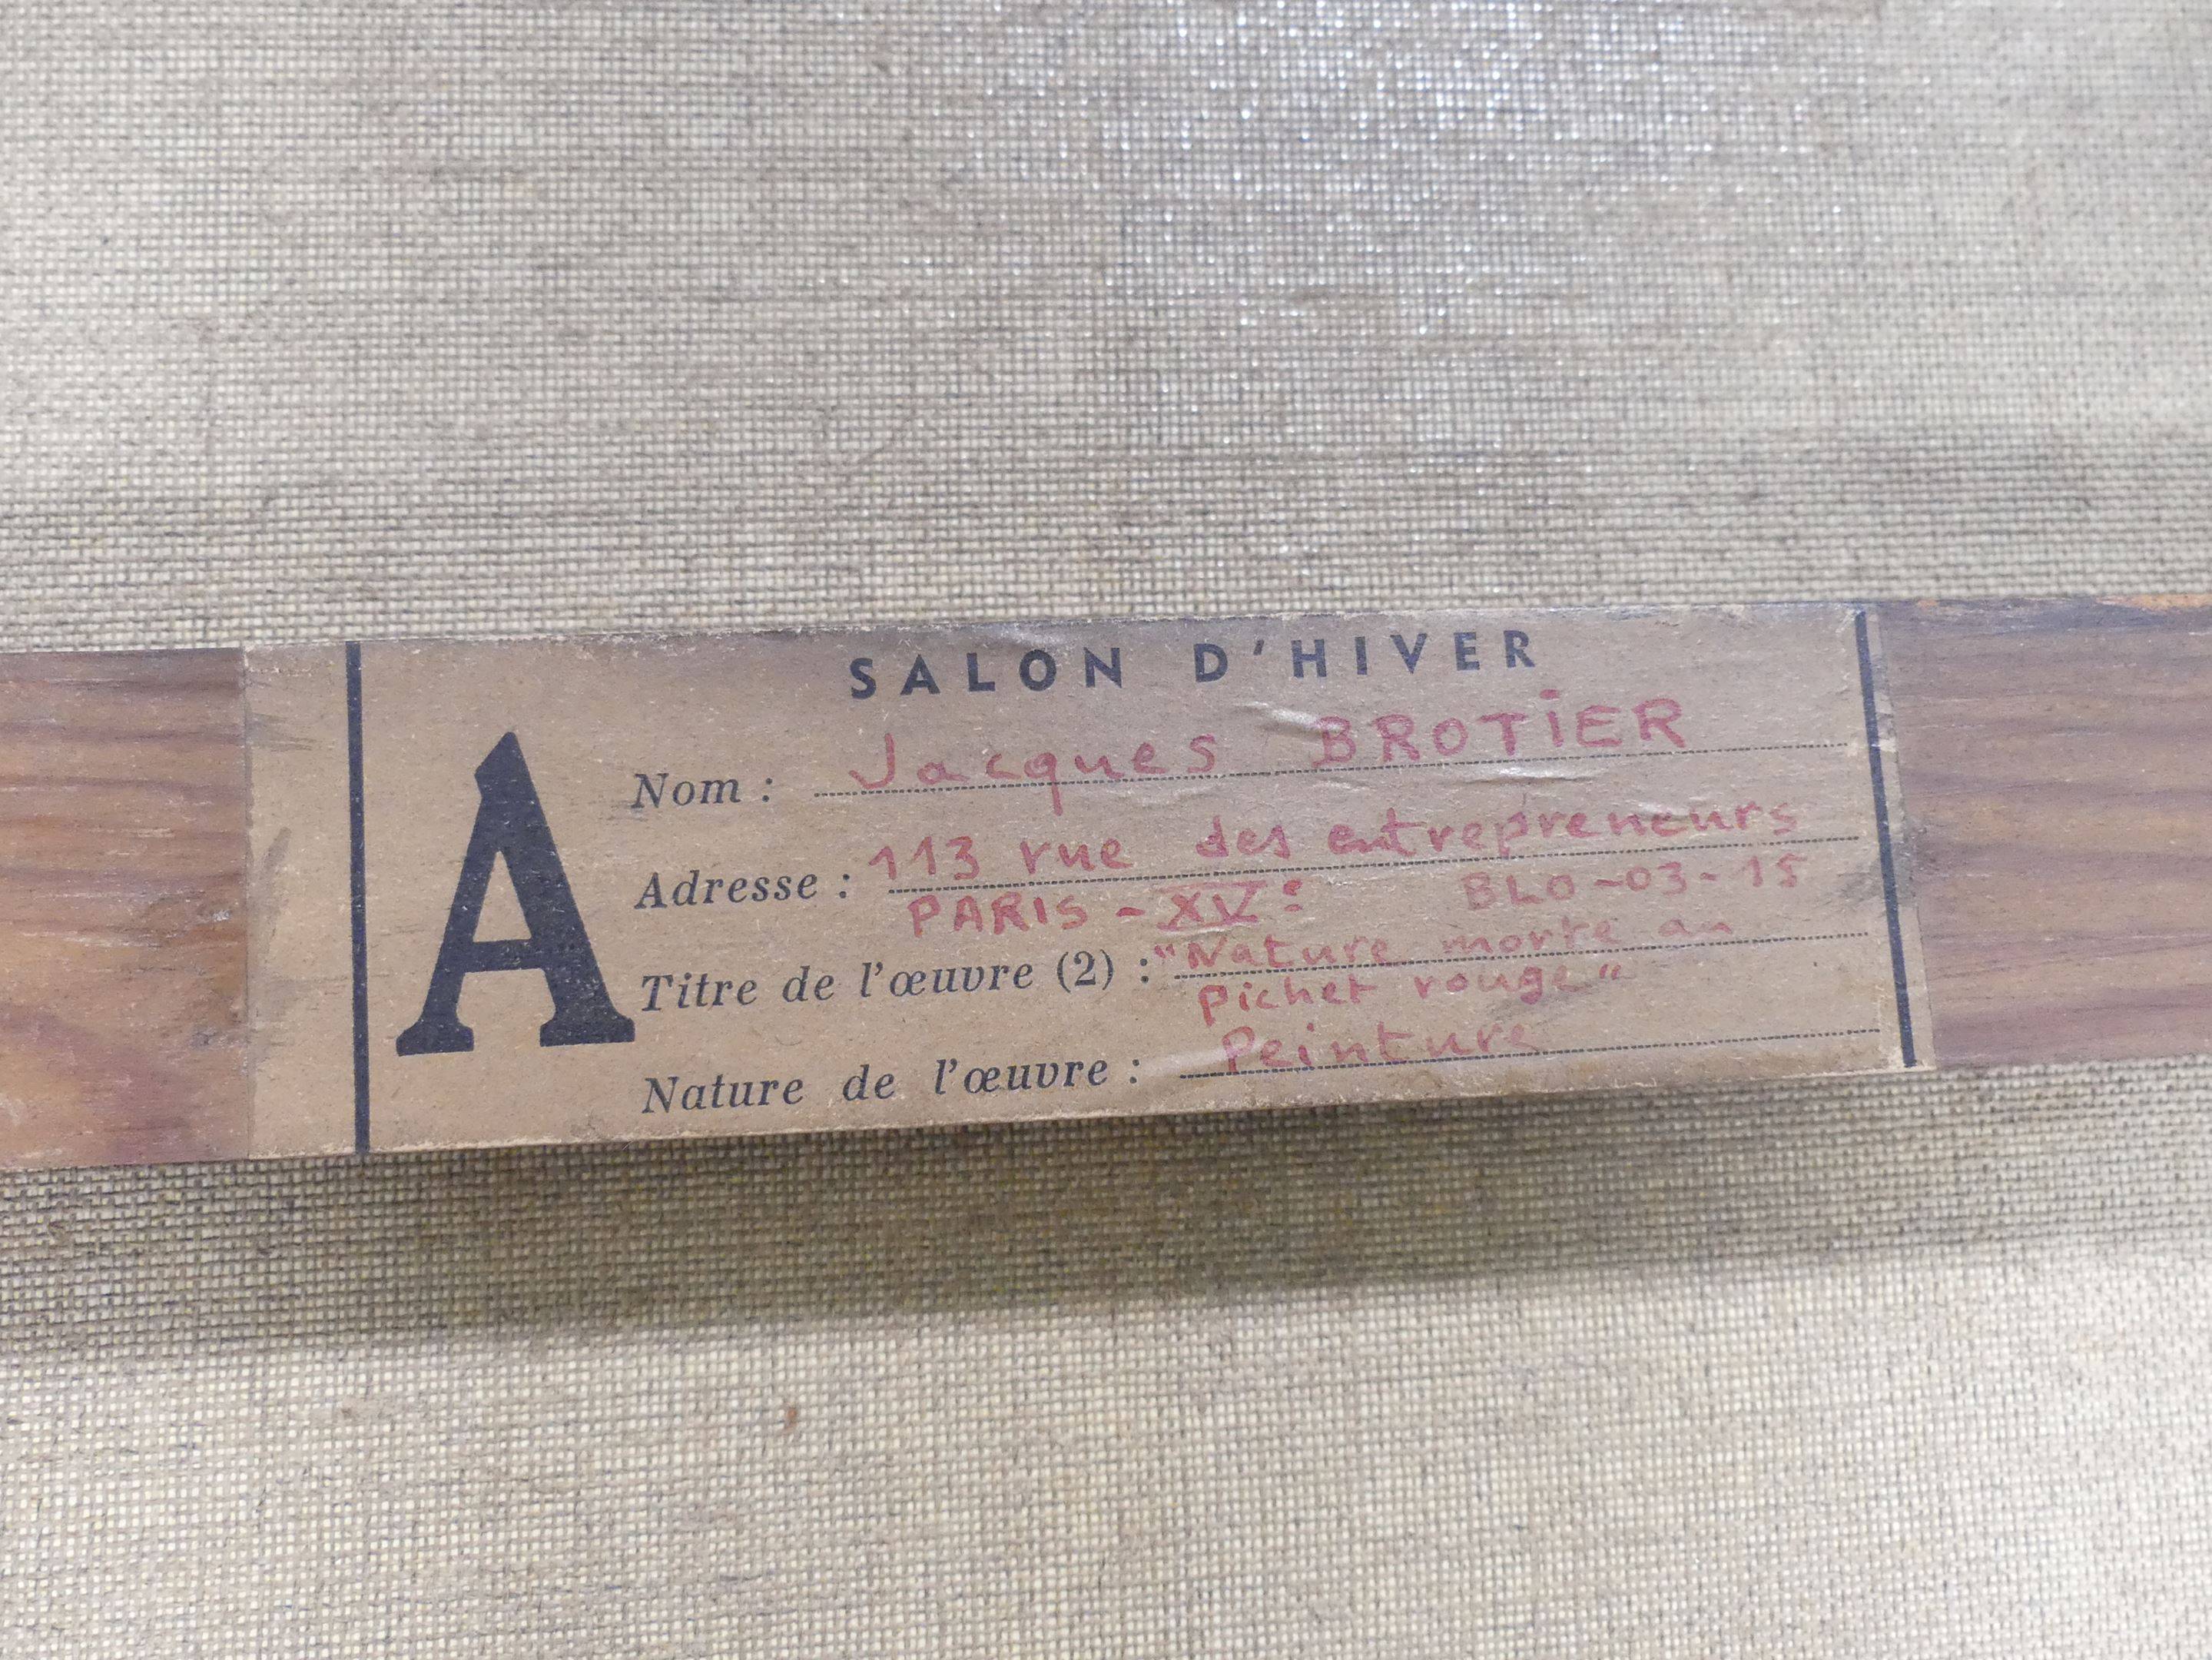 SALON D'HIVER
A
Nom : Jacques BROTIER
Adresse : 113 rue des entrepreneurs
PARIS - XVe BLO-03-15
Titre de l'œuvre (2) : "Nature morte au
pichet rouge"
Nature de l'œuvre : Peinture